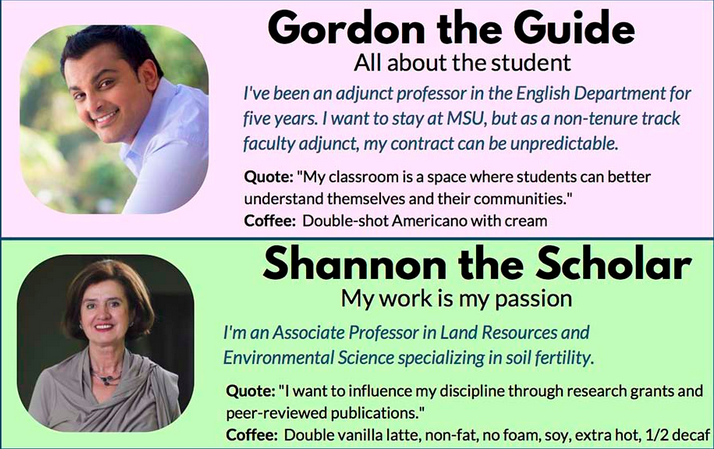 Gordon the Guide
All about the student
I've been an adjunct professor in the English Department for
five years. I want to stay at MSU, but as a non-tenure track
faculty adjunct, my contract can be unpredictable.
Quote: "My classroom is a space where students can better
understand themselves and their communities."
Coffee: Double-shot Americano with cream
Shannon the Scholar
My work is my passion
I'm an Associate Professor in Land Resources and
Environmental Science specializing in soil fertility.
Quote: "I want to influence my discipline through research grants and
peer-reviewed publications."
Coffee: Double vanilla latte, non-fat, no foam, soy, extra hot, 1/2 decaf